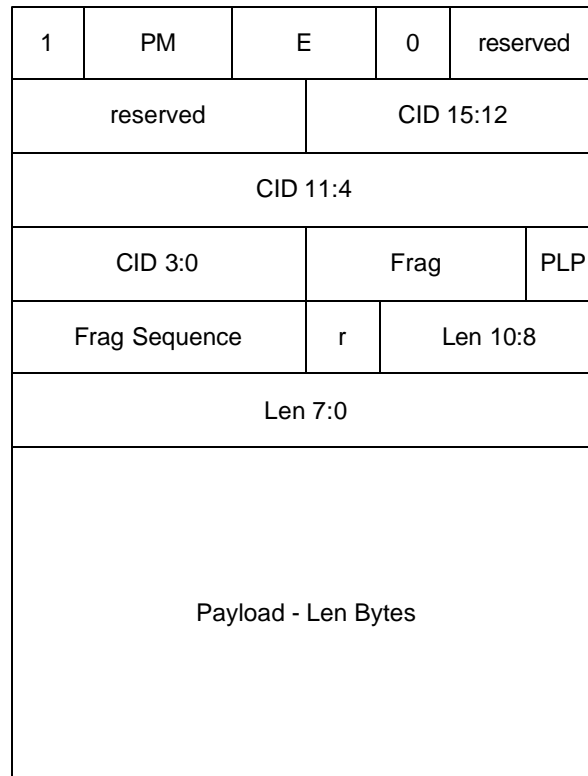 1 PM E 0 reserved
reserved CID 15:12
CID 11:4
CID 3:0 Frag PLP
Frag Sequence r Len 10:8
Len 7:0
Payload - Len Bytes